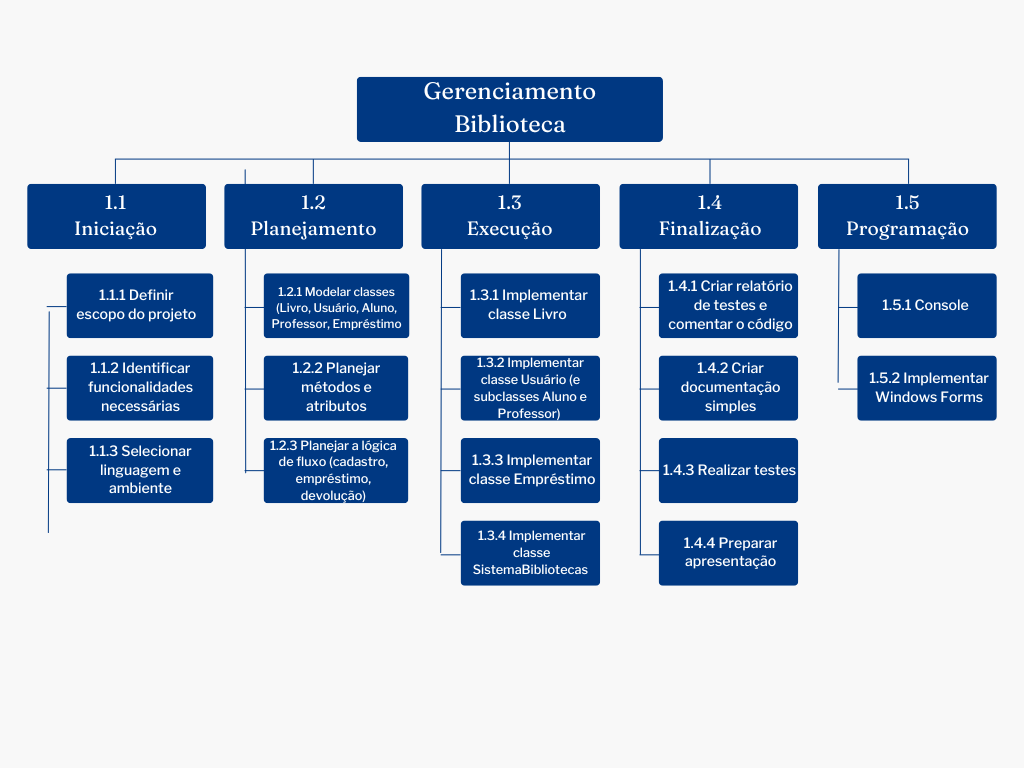 Gerenciamento
Biblioteca
1.1
Iniciação
1.2
Planejamento
1.3
Execução
1.4
Finalização
1.5
Programação
1.1.1 Definir
escopo do projeto
1.1.2 Identificar
funcionalidades
necessárias
1.1.3 Selecionar
linguagem e
ambiente
1.2.1 Modelar classes
(Livro, Usuário, Aluno,
Professor, Empréstimo
1.2.2 Planejar
métodos e
atributos
1.2.3 Planejar a lógica
de fluxo (cadastro,
empréstimo,
devolução)
1.3.1 Implementar
classe Livro
1.3.2 Implementar
classe Usuário (e
subclasses Aluno e
Professor)
1.3.3 Implementar
classe Empréstimo
1.3.4 Implementar
classe
SistemaBibliotecas
1.4.1 Criar relatório
de testes e
comentar o código
1.4.2 Criar
documentação
simples
1.4.3 Realizar testes
1.4.4 Preparar
apresentação
1.5.1 Console
1.5.2 Implementar
Windows Forms